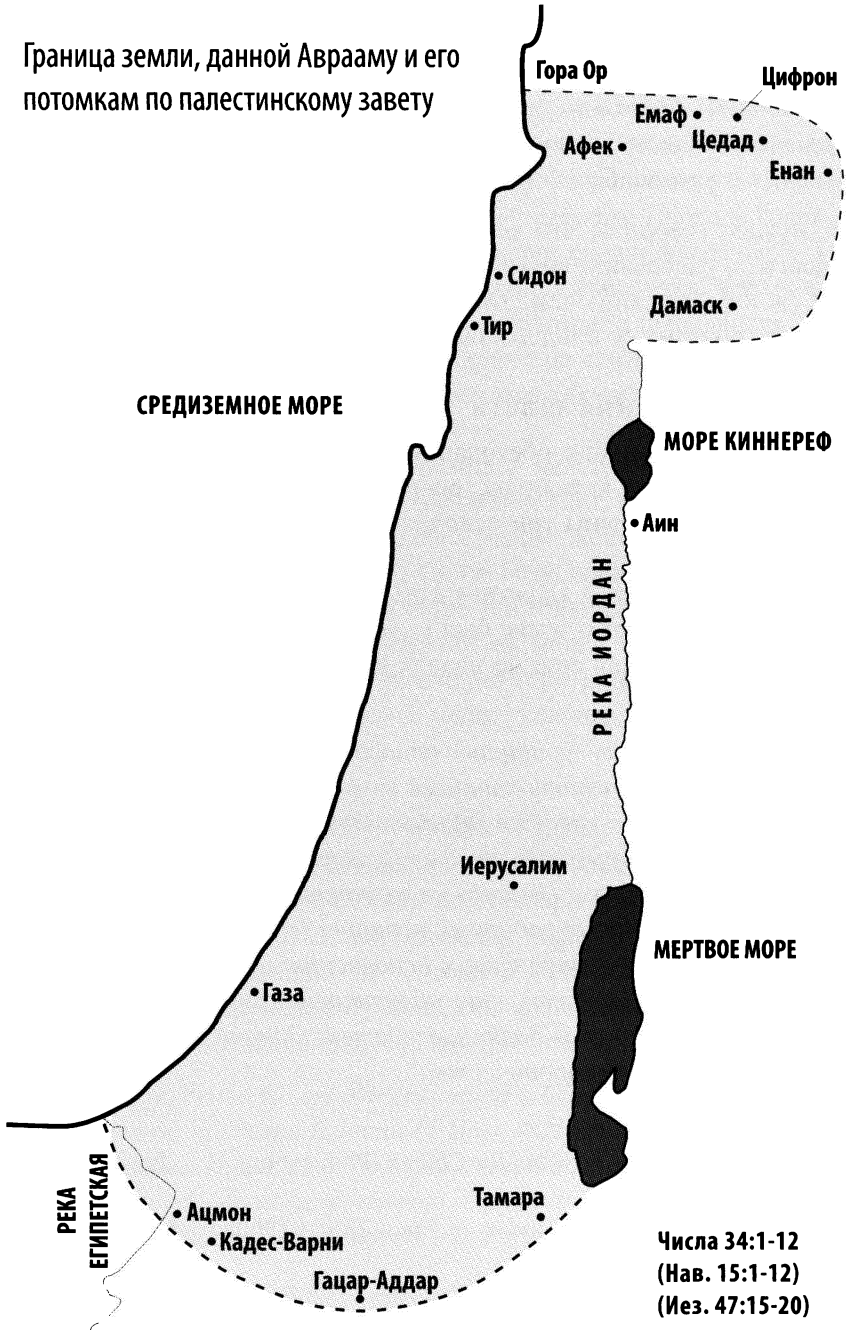 Граница земли, данной Аврааму и его
потомкам по палестинскому завету
Гора Ор
Цифрон
Емаф
Цедад
Афек
Енан
Сидон
Дамаск
Тир
СРЕДИЗЕМНОЕ МОРЕ
МОРЕ КИННЕРЕФ
Аин
РЕКА ИОРДАН
Иерусалим
МЕРТВОЕ МОРЕ
Газа
РЕКА
ЕГИПЕТСКАЯ
Ацмон
Тамара
Кадес-Варни
Гацар-Аддар
Числа 34:1-12
(Нав. 15:1-12)
(Иез. 47:15-20)